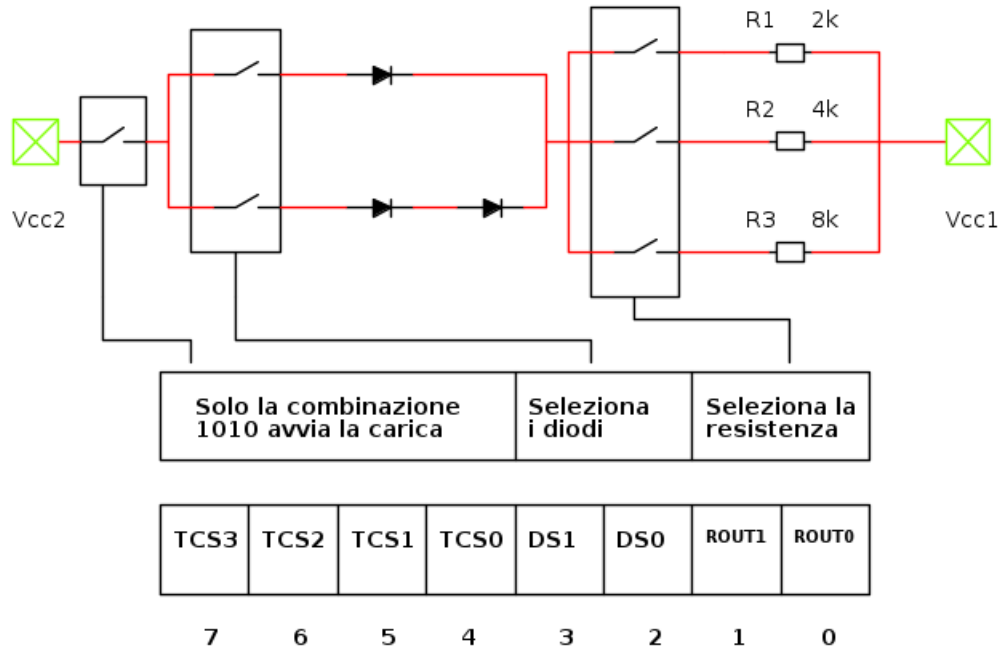 R1 2k
R2 4k
Vcc2
R3 8k
Vcc1
Solo la combinazione
1010 avvia la carica
Seleziona
i diodi
Seleziona la
resistenza
TCS3 TCS2 TCS1 TCS0 DS1 DS0 ROUT1 ROUT0
7 6 5 4 3 2 1 0